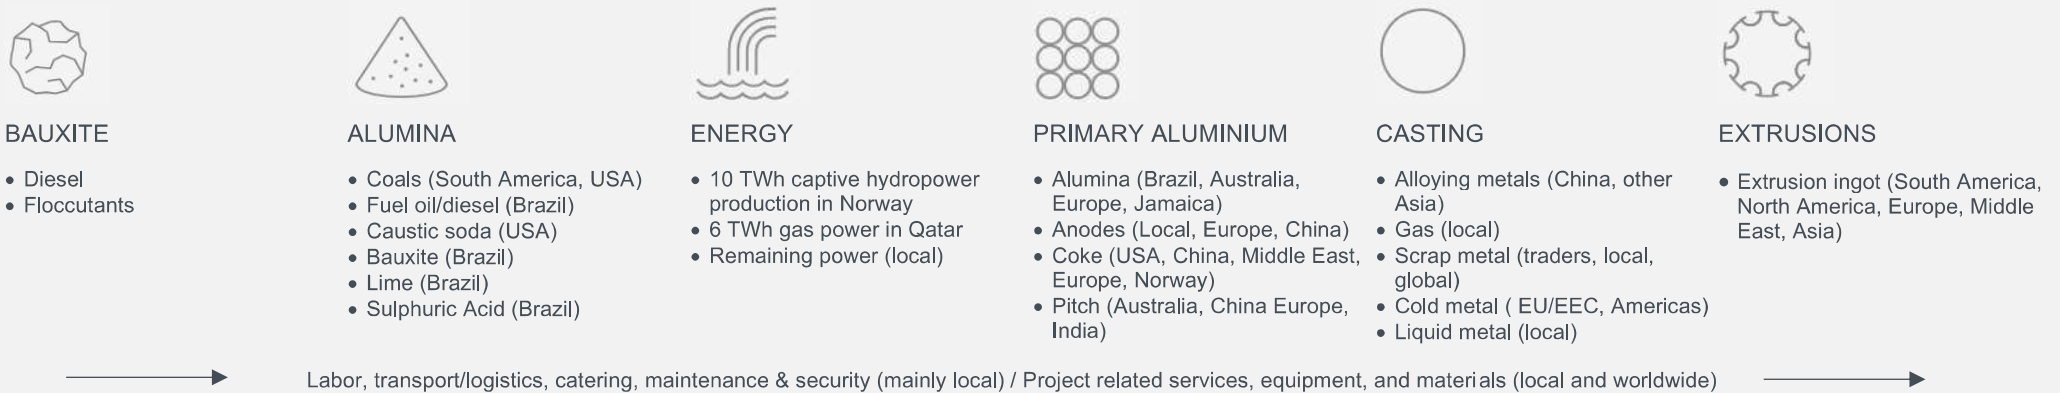 BAUXITE
• Diesel
• Floccutants
ALUMINA
• Coals (South America, USA)
• Fuel oil/diesel (Brazil)
• Caustic soda (USA)
• Bauxite (Brazil)
• Lime (Brazil)
• Sulphuric Acid (Brazil)
ENERGY
• 10 TWh captive hydropower
production in Norway
• 6 TWh gas power in Qatar
• Remaining power (local)
PRIMARY ALUMINIUM
• Alumina (Brazil, Australia,
Europe, Jamaica)
• Anodes (Local, Europe, China)
• Coke (USA, China, Middle East,
Europe, Norway)
• Pitch (Australia, China Europe,
India)
CASTING
• Alloying metals (China, other
Asia)
• Gas (local)
• Scrap metal (traders, local,
global)
• Cold metal ( EU/EEC, Americas)
• Liquid metal (local)
EXTRUSIONS
• Extrusion ingot (South America,
North America, Europe, Middle
East, Asia)
Labor, transport/logistics, catering, maintenance & security (mainly local) / Project related services, equipment, and materials (local and worldwide)